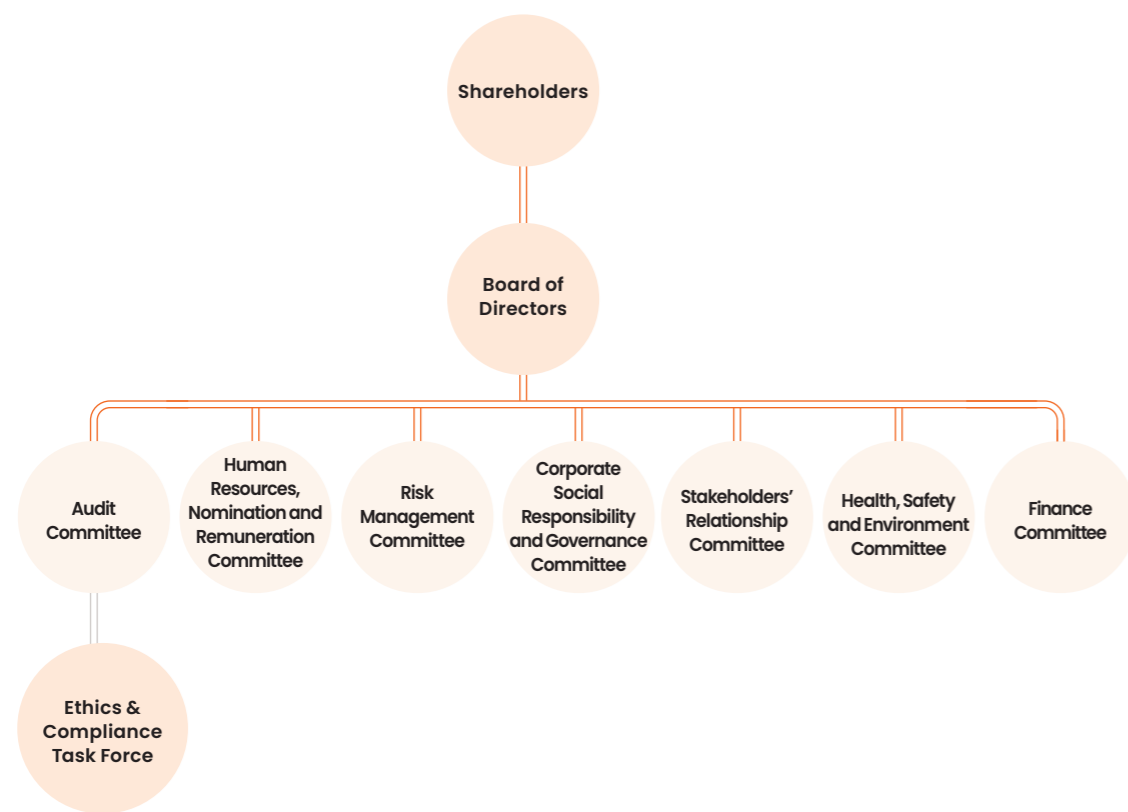 Shareholders
Board of
Directors
Audit
Committee
Human
Resources,
Nomination and
Remuneration
Committee
Risk
Management
Committee
Corporate
Social
Responsibility
and Governance
Committee
Stakeholders’
Relationship
Committee
Health, Safety
and Environment
Committee
Finance
Committee
Ethics &
Compliance
Task Force